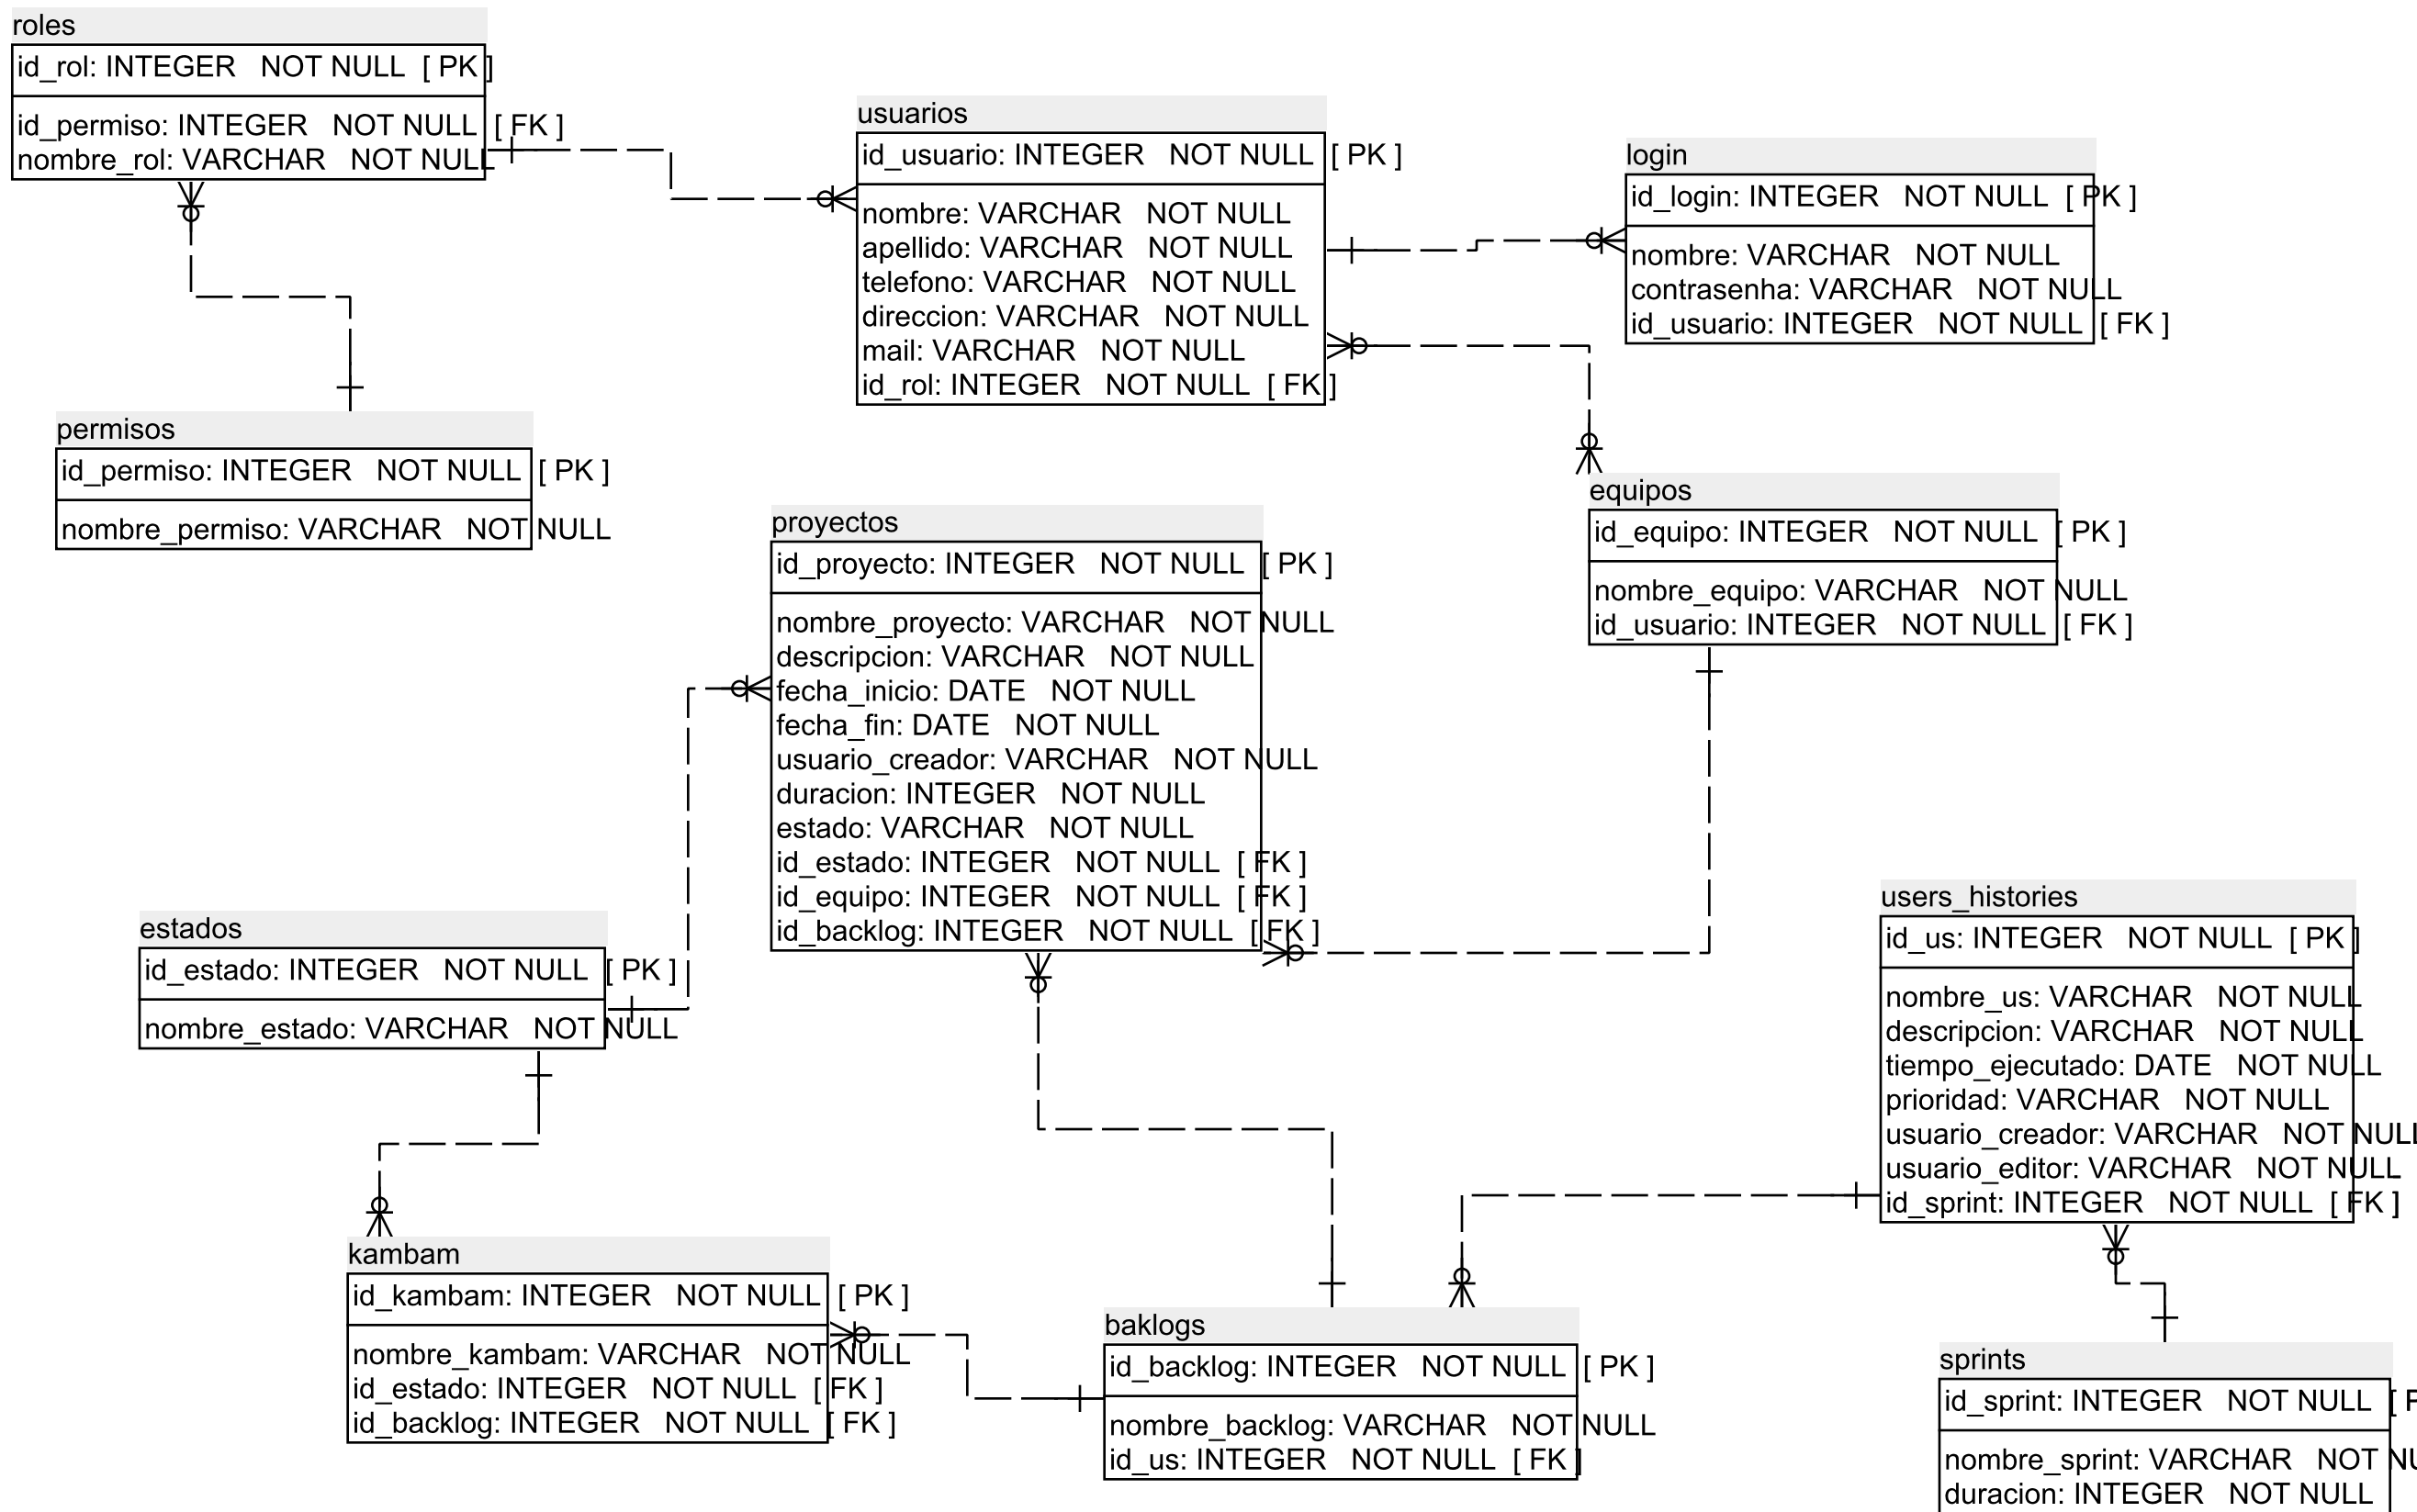 roles
id_rol: INTEGER NOT NULL [ PK ]
id_permiso: INTEGER NOT NULL [ FK ]
nombre_rol: VARCHAR NOT NULL
usuarios
id_usuario: INTEGER NOT NULL [ PK ]
nombre: VARCHAR NOT NULL
apellido: VARCHAR NOT NULL
telefono: VARCHAR NOT NULL
direccion: VARCHAR NOT NULL
mail: VARCHAR NOT NULL
id_rol: INTEGER NOT NULL [ FK ]
login
id_login: INTEGER NOT NULL [ PK ]
nombre: VARCHAR NOT NULL
contrasenha: VARCHAR NOT NULL
id_usuario: INTEGER NOT NULL [ FK ]
permisos
id_permiso: INTEGER NOT NULL [ PK ]
nombre_permiso: VARCHAR NOT NULL
equipos
id_equipo: INTEGER NOT NULL [ PK ]
nombre_equipo: VARCHAR NOT NULL
id_usuario: INTEGER NOT NULL [ FK ]
proyectos
id_proyecto: INTEGER NOT NULL [ PK ]
nombre_proyecto: VARCHAR NOT NULL
descripcion: VARCHAR NOT NULL
fecha_inicio: DATE NOT NULL
fecha_fin: DATE NOT NULL
usuario_creador: VARCHAR NOT NULL
duracion: INTEGER NOT NULL
estado: VARCHAR NOT NULL
id_estado: INTEGER NOT NULL [ FK ]
id_equipo: INTEGER NOT NULL [ FK ]
id_backlog: INTEGER NOT NULL [ FK ]
estados
id_estado: INTEGER NOT NULL [ PK ]
nombre_estado: VARCHAR NOT NULL
users_histories
id_us: INTEGER NOT NULL [ PK ]
nombre_us: VARCHAR NOT NULL
descripcion: VARCHAR NOT NULL
tiempo_ejecutado: DATE NOT NULL
prioridad: VARCHAR NOT NULL
usuario_creador: VARCHAR NOT NULL
usuario_editor: VARCHAR NOT NULL
id_sprint: INTEGER NOT NULL [ FK ]
kambam
id_kambam: INTEGER NOT NULL [ PK ]
nombre_kambam: VARCHAR NOT NULL
id_estado: INTEGER NOT NULL [ FK ]
id_backlog: INTEGER NOT NULL [ FK ]
baklogs
id_backlog: INTEGER NOT NULL [ PK ]
nombre_backlog: VARCHAR NOT NULL
id_us: INTEGER NOT NULL [ FK ]
sprints
id_sprint: INTEGER NOT NULL [
nombre_sprint: VARCHAR NOT
duracion: INTEGER NOT NULL